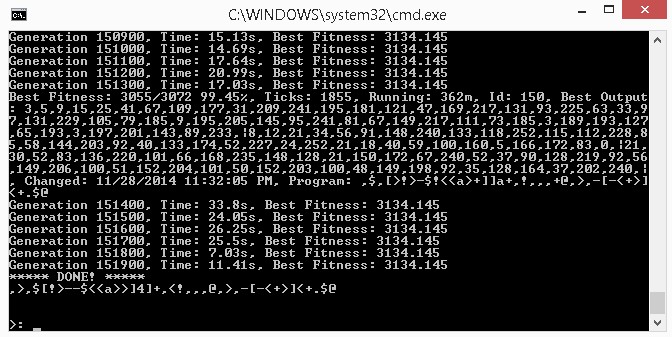 C:\WINDOWS\system32\cmd.exe
Generation 150900, Time: 15.13s, Best Fitness: 3134.145
Generation 151000, Time: 14.69s, Best Fitness: 3134.145
Generation 151100, Time: 17.64s, Best Fitness: 3134.145
Generation 151200, Time: 20.99s, Best Fitness: 3134.145
Generation 151300, Time: 17.03s, Best Fitness: 3134.145
Best Fitness: 3055/3072 99.45%, Ticks: 1855, Running: 362m, Id: 150, Best Output
: 3,5,9,15,25,41,67,109,177,31,209,241,195,181,121,47,169,217,131,93,225,63,33,9
7,131,229,105,79,185,9,195,205,145,95,241,81,67,149,217,111,73,185,3,189,193,127
,65,193,3,197,201,143,89,233,¦8,12,21,34,56,91,148,240,133,118,252,115,112,228,8
5,58,144,203,92,40,133,174,52,227,24,252,21,18,40,59,100,160,5,166,172,83,0,¦21,
30,52,83,136,220,101,66,168,235,148,128,21,150,172,67,240,52,37,90,128,219,92,56
,149,206,100,51,152,204,101,50,152,203,100,48,149,198,92,35,128,164,37,202,240,¦
, Changed: 11/28/2014 11:32:05 PM, Program: ,$,[>!>-$!<<a>+]]a+,!,,,+@,>,-[-<+>]
<+.$@
Generation 151400, Time: 33.8s, Best Fitness: 3134.145
Generation 151500, Time: 24.05s, Best Fitness: 3134.145
Generation 151600, Time: 26.25s, Best Fitness: 3134.145
Generation 151700, Time: 25.5s, Best Fitness: 3134.145
Generation 151800, Time: 7.03s, Best Fitness: 3134.145
Generation 151900, Time: 11.41s, Best Fitness: 3134.145
***** DONE! *****
,>,$[!>--$<<a>>]4]+,<!,,,@,>,-[-<+>]<+.$@
>: _